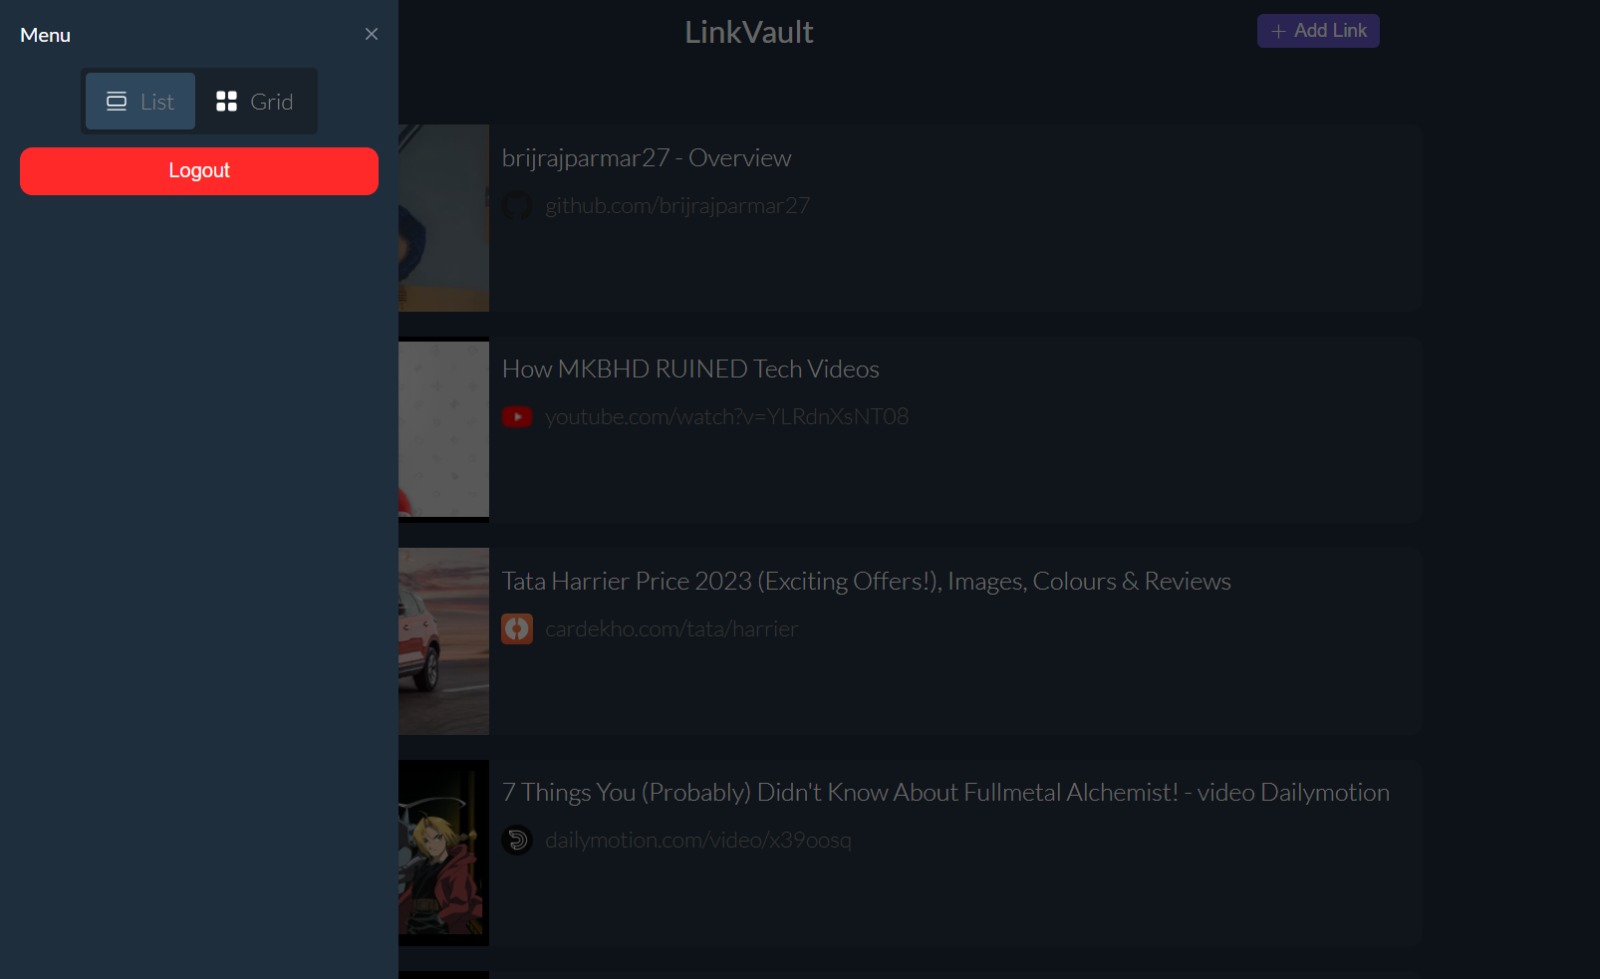 Menu
List
Grid
Logout
LinkVault
Add Link
brijrajparmar27 - Overview
github.com/brijrajparmar27
How MKBHD RUINED Tech Videos
youtube.com/watch?v=YLRdnXsNT08
Tata Harrier Price 2023 (Exciting Offers!), Images, Colours & Reviews
cardekho.com/tata/harrier
7 Things You (Probably) Didn't Know About Fullmetal Alchemist! - video Dailymotion
dailymotion.com/video/x39oosq